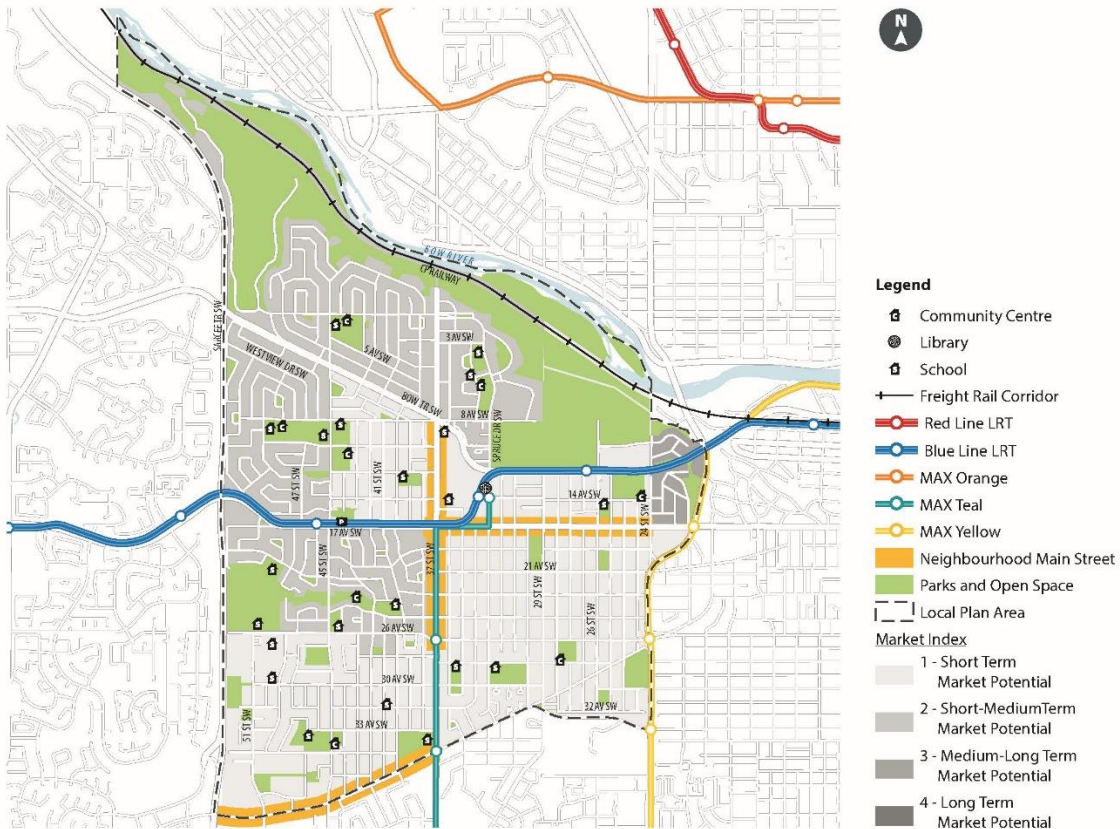 N
BOW RIVER
CP RAILWAY
SARCEE TR SW
WESTVIEW DR SW
5 AV SW
3 AV SW
BOW TR SW
8 AV SW
SPRUCE DR SW
47 ST SW
41 ST SW
14 AV SW
24 ST SW
17 AV SW
45 ST SW
37 ST SW
21 AV SW
29 ST SW
26 ST SW
26 AV SW
30 AV SW
32 AV SW
33 AV SW
51 ST SW
Legend
Community Centre
Library
School
Freight Rail Corridor
Red Line LRT
Blue Line LRT
MAX Orange
MAX Teal
MAX Yellow
Neighbourhood Main Street
Parks and Open Space
Local Plan Area
Market Index
1 - Short Term
Market Potential
2 - Short-MediumTerm
Market Potential
3 - Medium-Long Term
Market Potential
4 - Long Term
Market Potential